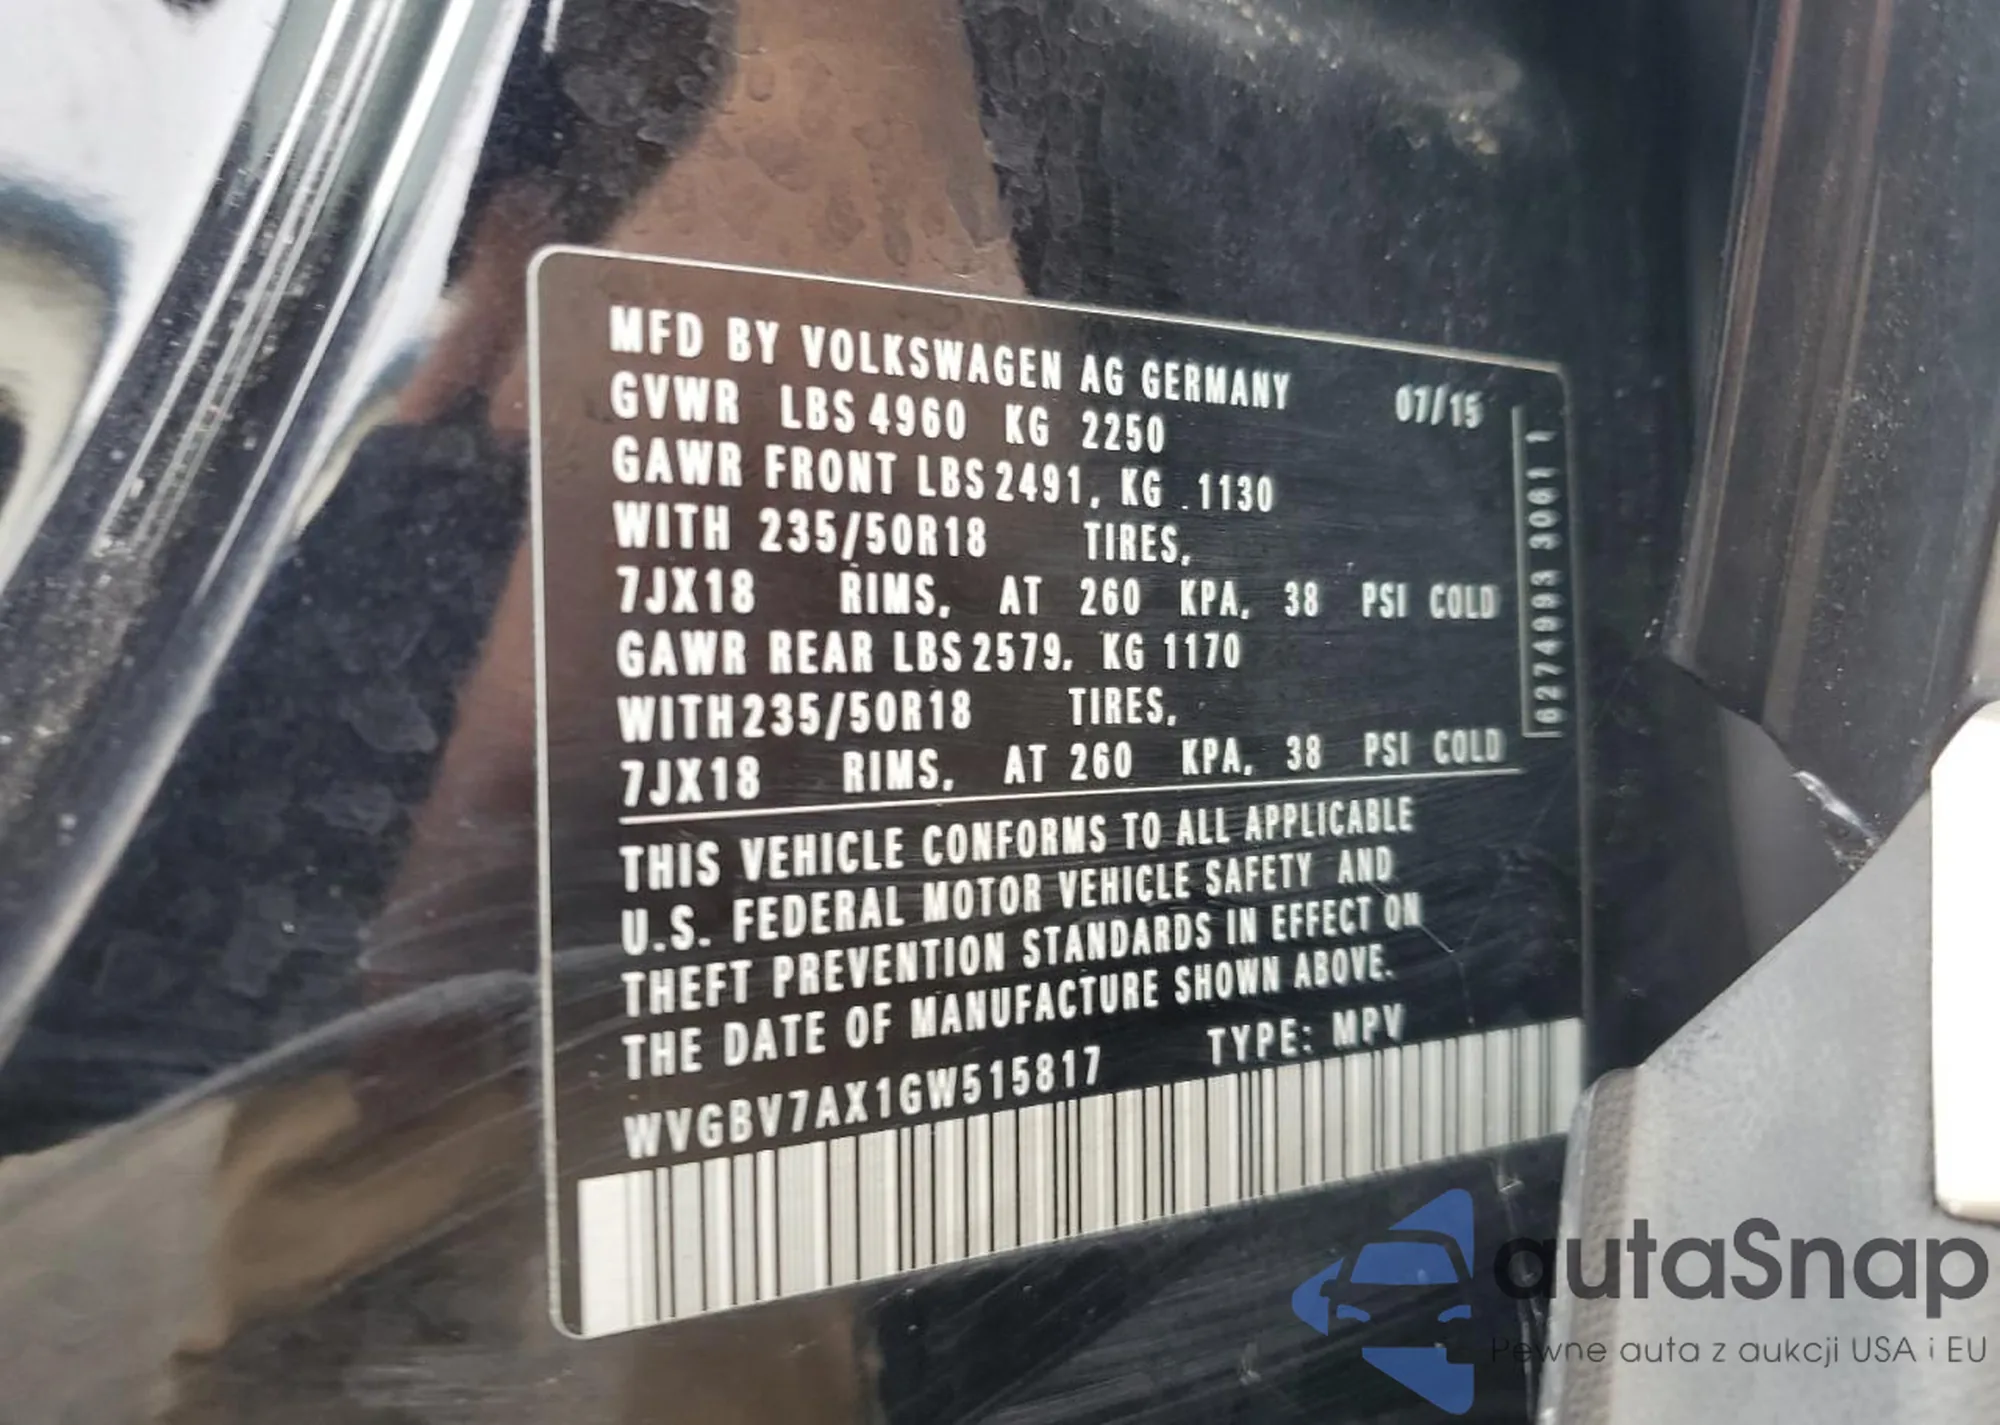 MFD BY VOLKSWAGEN AG GERMANY 07/15
GVWR LBS 4960 KG 2250
GAWR FRONT LBS 2491, KG .1130
WITH 235/50R18 TIRES,
7JX18 RIMS, AT 260 KPA, 38 PSI COLD
GAWR REAR LBS 2579, KG 1170
WITH 235/50R18 TIRES,
7JX18 RIMS, AT 260 KPA, 38 PSI COLD
THIS VEHICLE CONFORMS TO ALL APPLICABLE
U.S. FEDERAL MOTOR VEHICLE SAFETY AND
THEFT PREVENTION STANDARDS IN EFFECT ON
THE DATE OF MANUFACTURE SHOWN ABOVE.
WVGBV7AX1GW515817 TYPE: MPV
autaSnap
Pewne auta z aukcji USA i EU